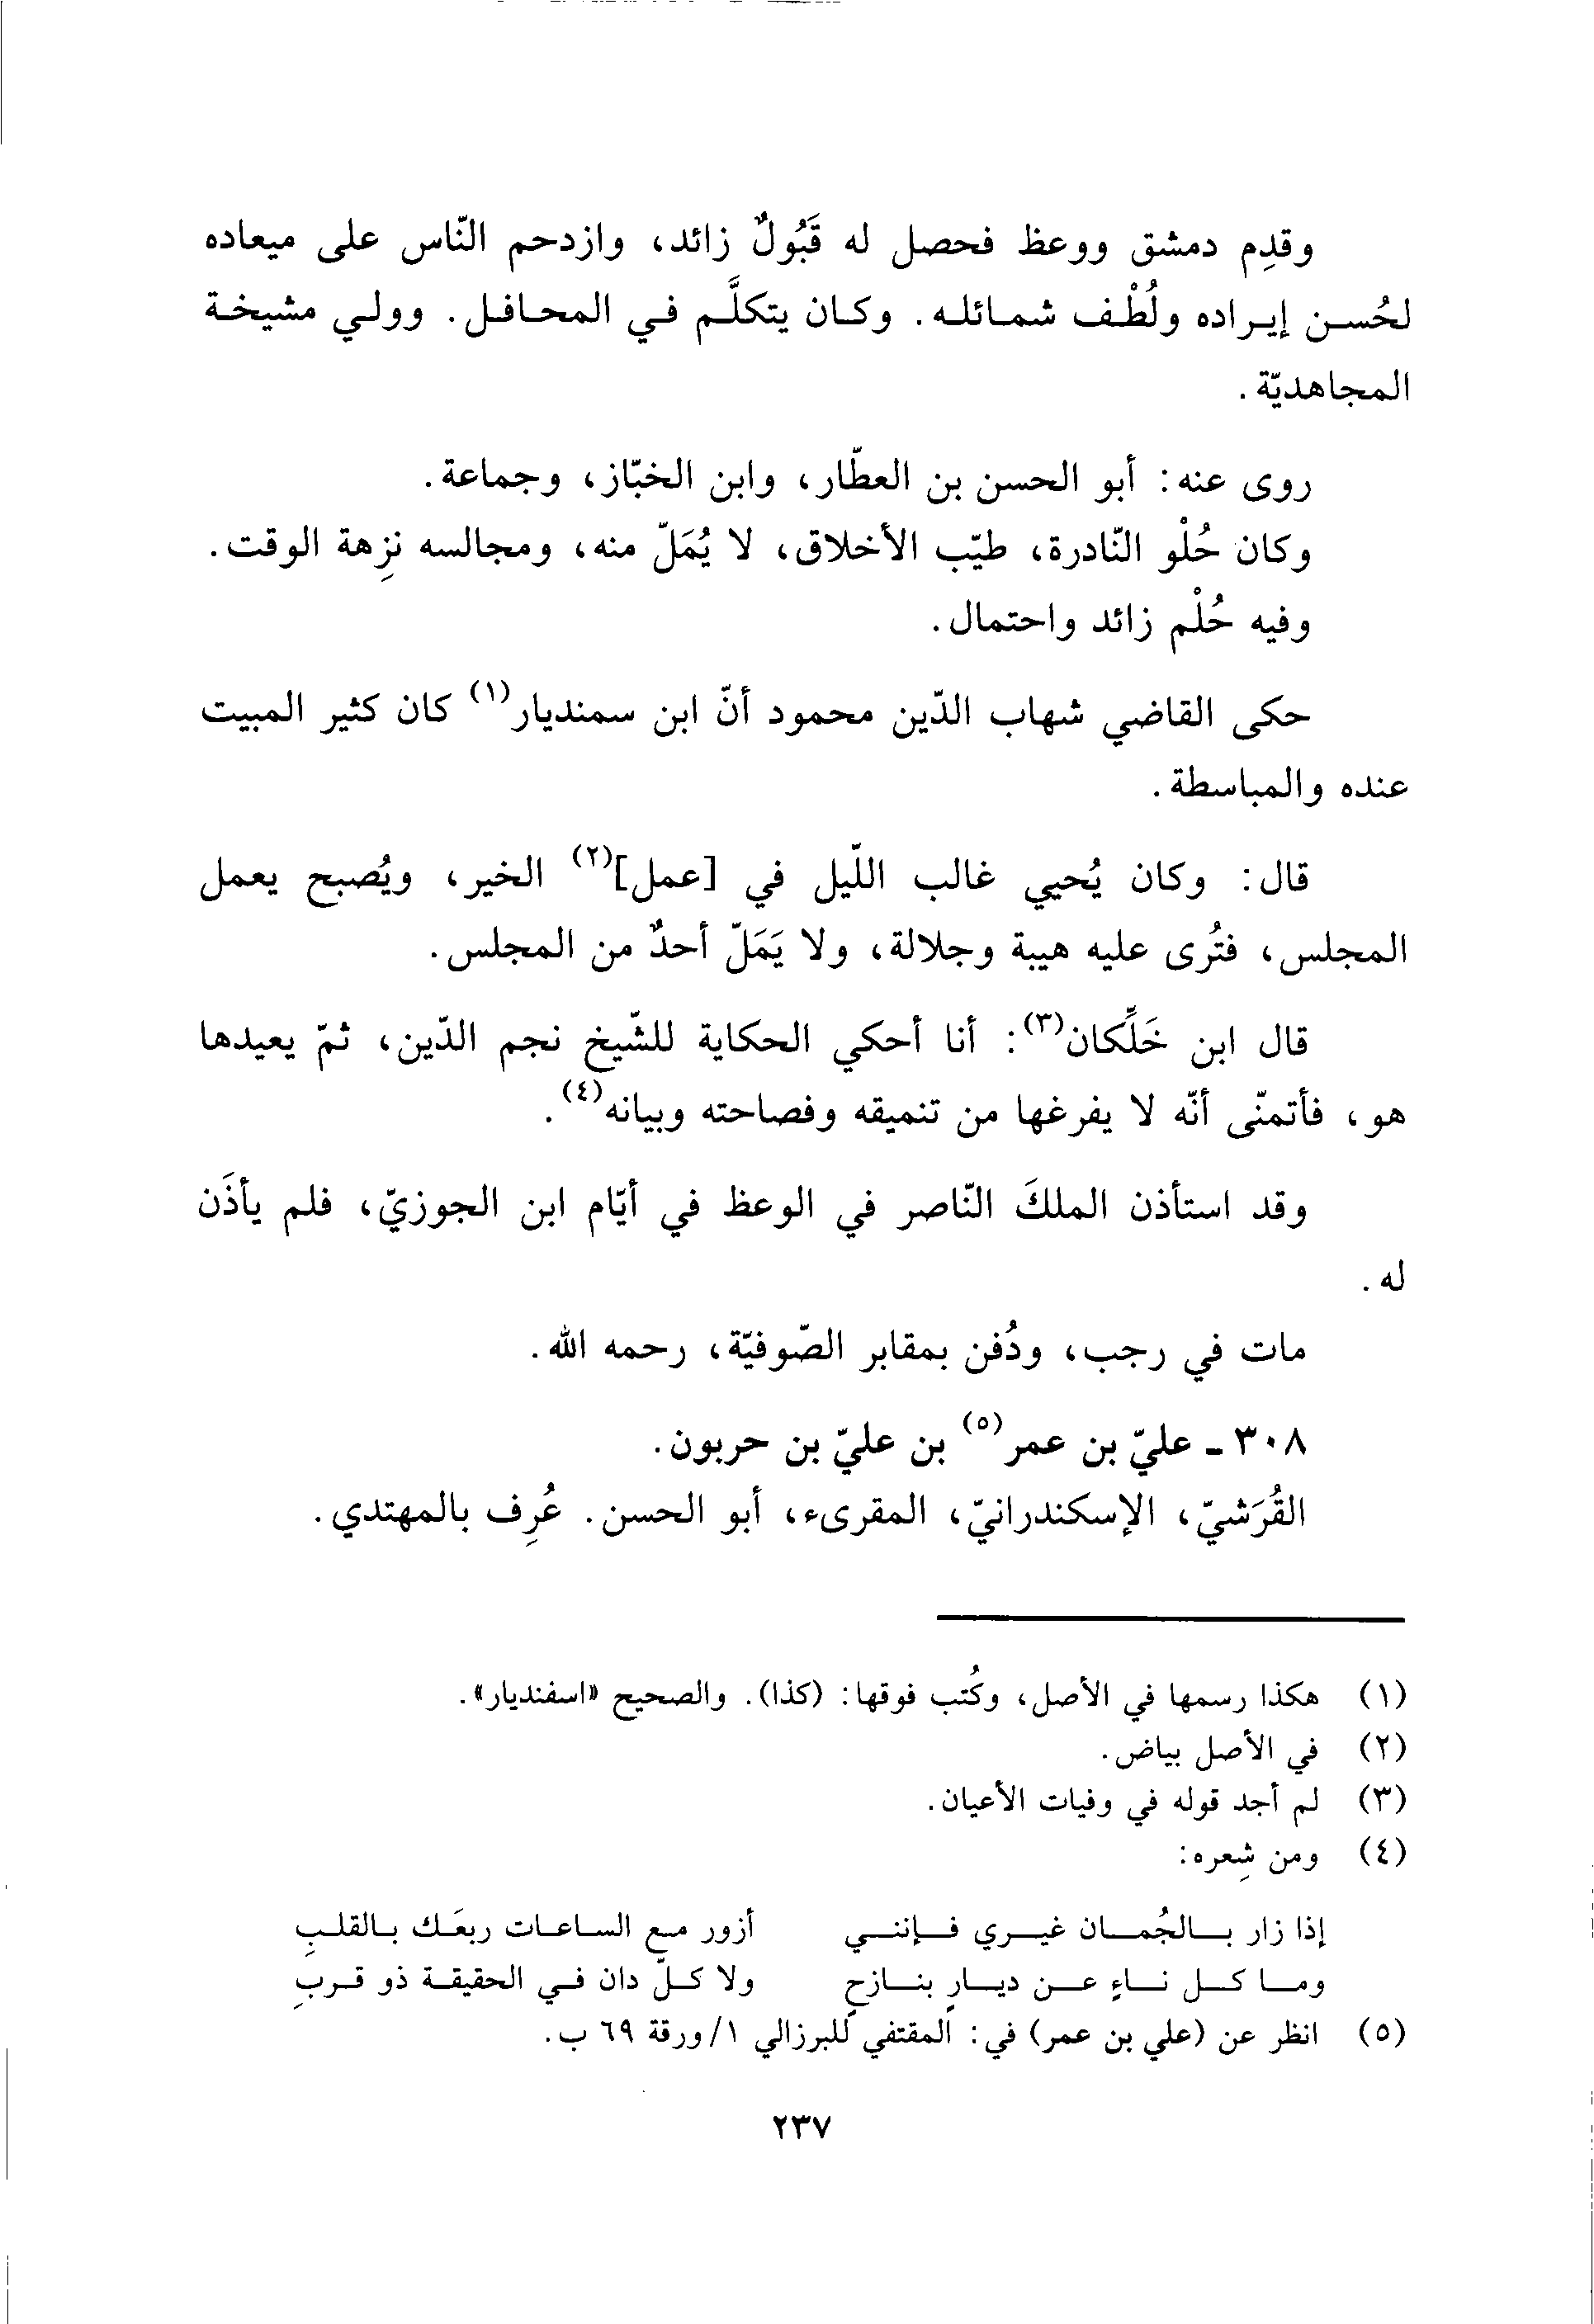 وقدِم دمشق ووعظ فحصل له قَبُولٌ زائد، وازدحم النّاس على ميعاده
لحُسن إيراده ولُطْف شمائله. وكان يتكلَّم في المحافل. وولي مشيخة
المجاهديّة.
روى عنه: أبو الحسن بن العطّار، وابن الخبّاز، وجماعة.
وكان حُلْو النّادرة، طيّب الأخلاق، لا يُمَلّ منه، ومجالسه نزِهة الوقت.
وفيه حُلْم زائد واحتمال.
حكى القاضي شهاب الدّين محمود أنّ ابن سمنديار(١) كان كثير المبيت
عنده والمباسطة.
قال: وكان يُحيي غالب اللّيل في [عمل](٢) الخير، ويُصبح يعمل
المجلس، فتُرى عليه هيبة وجلالة، ولا يَمَلّ أحدٌ من المجلس.
قال ابن خَلِّكان(٣): أنا أحكي الحكاية للشّيخ نجم الدّين، ثمّ يعيدها
هو، فأتمنّى أنّه لا يفرغها من تنميقه وفصاحته وبيانه(٤).
وقد استأذن الملكَ النّاصر في الوعظ في أيّام ابن الجوزيّ، فلم يأذَن
له.
مات في رجب، ودُفن بمقابر الصّوفيّة، رحمه الله.
٣٠٨ - عليّ بن عمر(٥) بن عليّ بن حربون.
القُرَشيّ، الإسكندرانيّ، المقرىء، أبو الحسن. عُرِف بالمهتدي.
(١) هكذا رسمها في الأصل، وكُتب فوقها: (كذا). والصحيح «اسفنديار».
(٢) في الأصل بياض.
(٣) لم أجد قوله في وفيات الأعيان.
(٤) ومن شِعره:
إذا زار بالجُمان غيري فإنني أزور مع الساعات ربعَك بالقلبِ
وما كل ناءٍ عن ديارٍ بنازحٍ ولا كلّ دان في الحقيقة ذو قربِ
(٥) انظر عن (علي بن عمر) في: المقتفي للبرزالي ١/ورقة ٦٩ ب.
٢٣٧